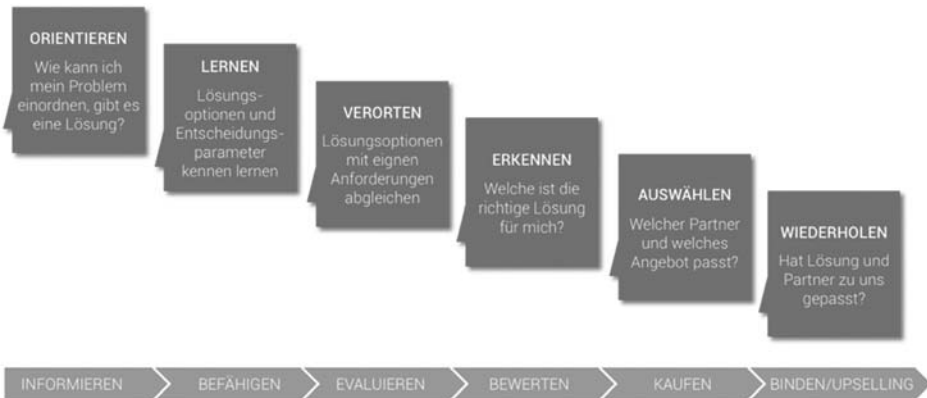 ORIENTIEREN
Wie kann ich
mein Problem
einordnen, gibt es
eine Lösung?
LERNEN
Lösungs-
optionen und
Entscheidungs-
parameter
kennen lernen
VERORTEN
Lösungsoptionen
mit eignen
Anforderungen
abgleichen
ERKENNEN
Welche ist die
richtige Lösung
für mich?
AUSWÄHLEN
Welcher Partner
und welches
Angebot passt?
WIEDERHOLEN
Hat Lösung und
Partner zu uns
gepasst?
INFORMIEREN
BEFÄHIGEN
EVALUIEREN
BEWERTEN
KAUFEN
BINDEN/UPSELLING